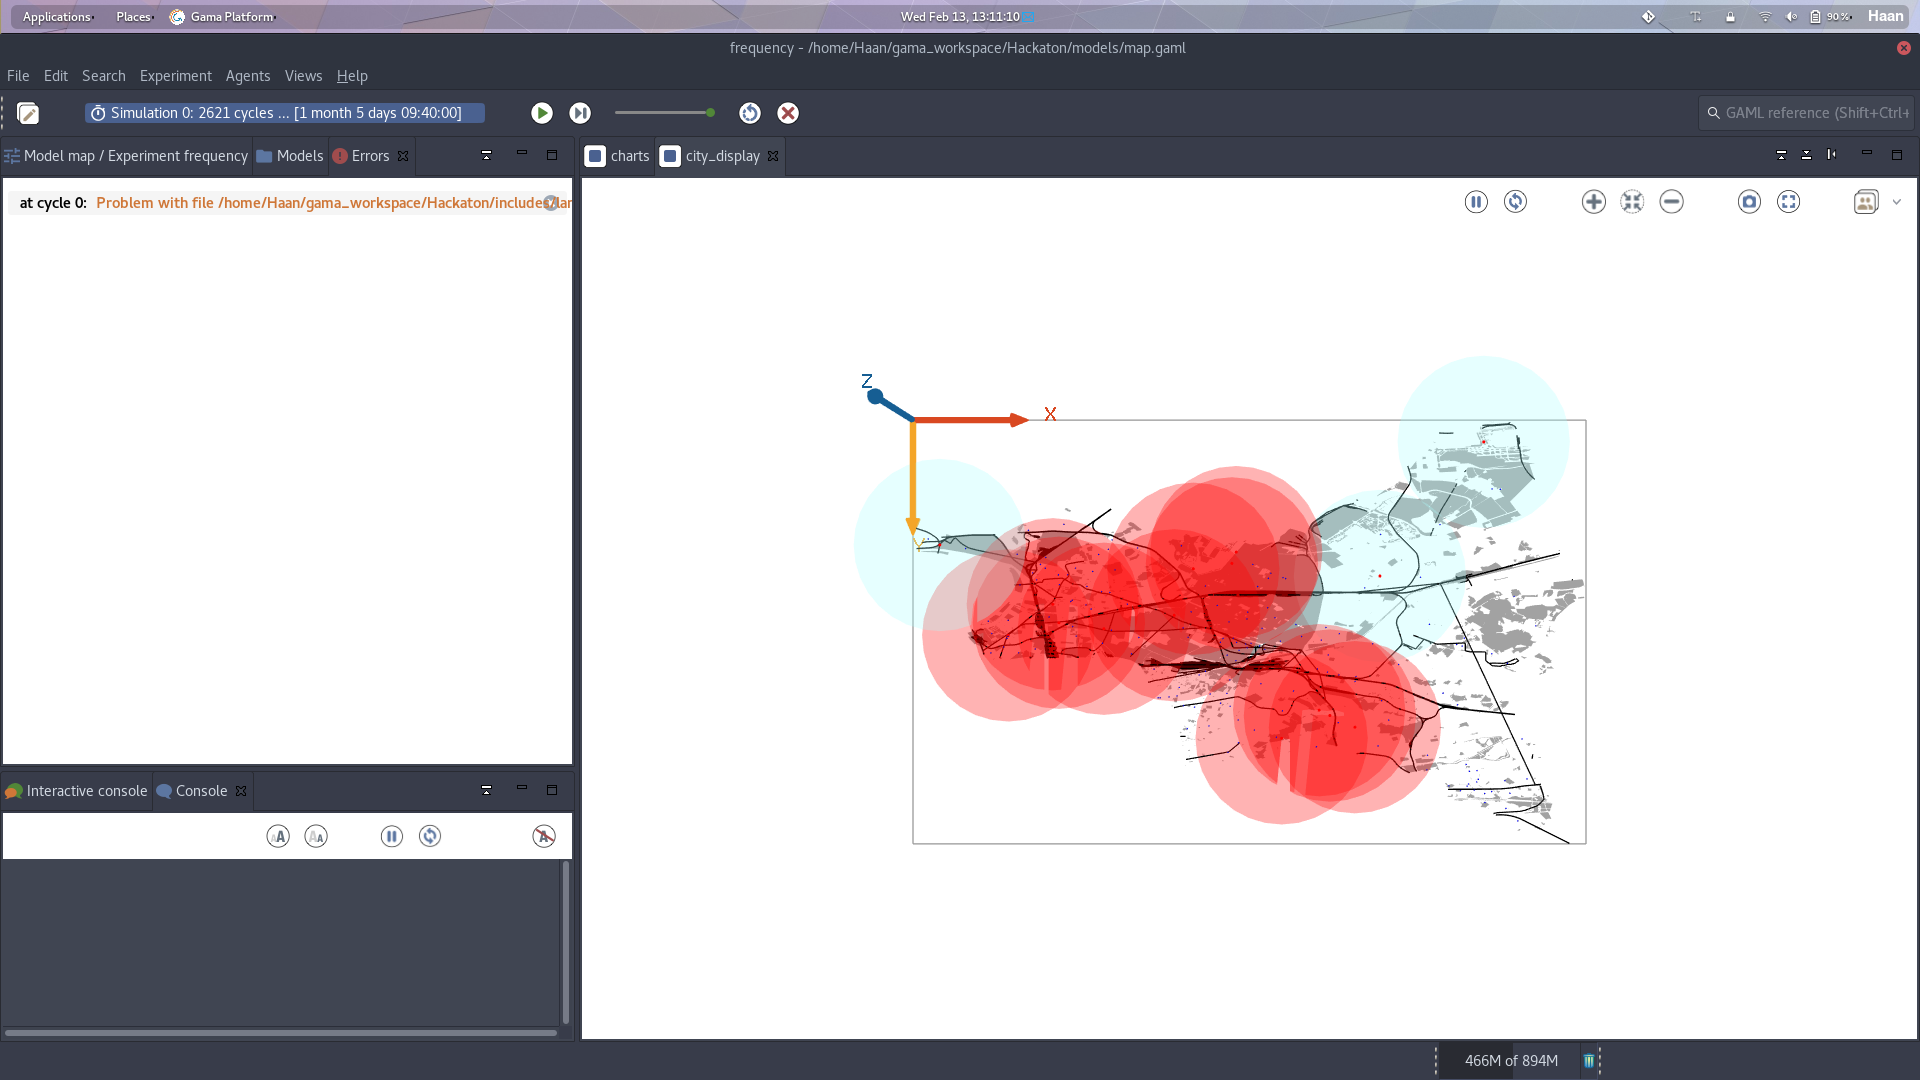 Applications Places Gama Platform Wed Feb 13, 13:11:10 90% Haan
frequency - /home/Haan/gama_workspace/Hackaton/models/map.gaml
File Edit Search Experiment Agents Views Help
Simulation 0: 2621 cycles ... [1 month 5 days 09:40:00] GAML reference (Shift+Ctrl+
Model map / Experiment frequency Models Errors charts city_display
at cycle 0: Problem with file /home/Haan/gama_workspace/Hackaton/include
Z
X
Interactive console Console
466M of 894M